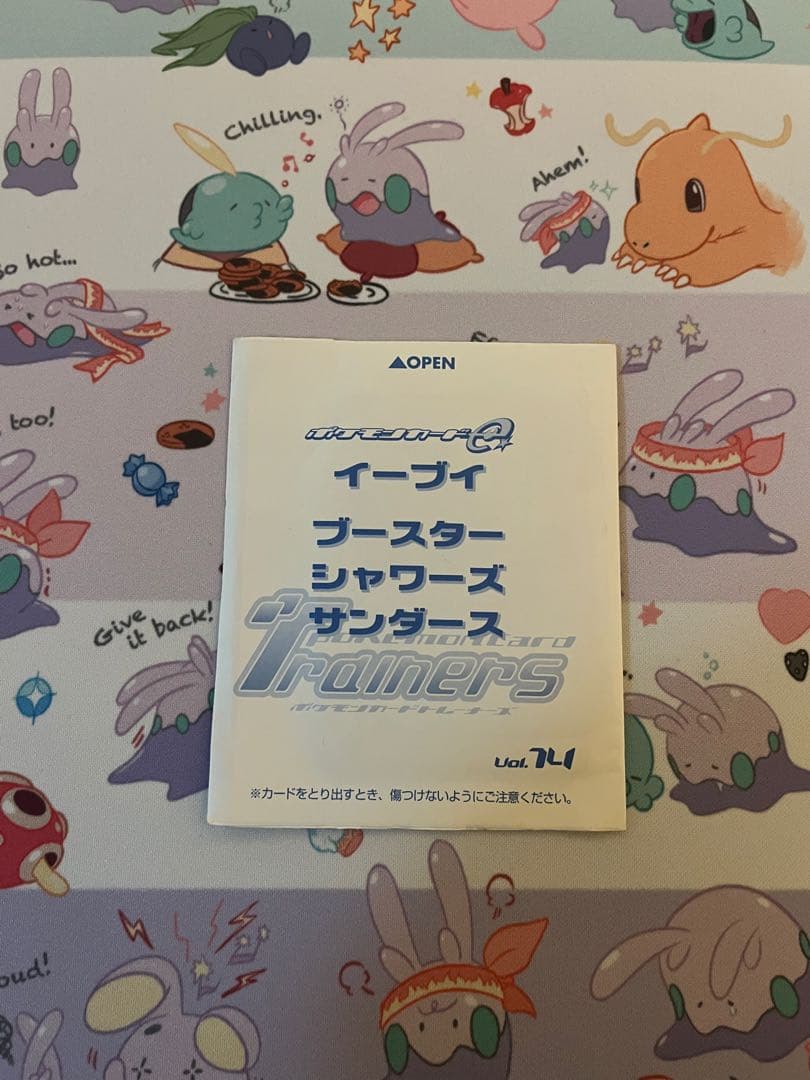 Chilling.
Ahem!
so hot...
▲OPEN
ポケモンカードe
イーブイ
too!
ブースター
シャワーズ
サンダース
Give
it back!
pokemoncard
Trainers
ポケモンカードトレーナーズ
Vol.14
※カードをとり出すとき、傷つけないようにご注意ください。